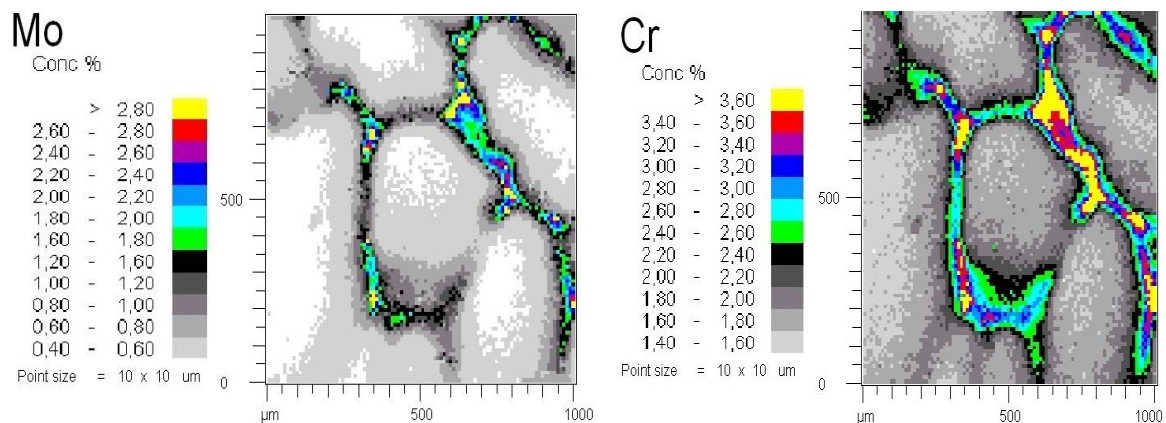 Mo
Conc %
> 2,80
2,60 - 2,80
2,40 - 2,60
2,20 - 2,40
2,00 - 2,20
1,80 - 2,00
1,60 - 1,80
1,20 - 1,60
1,00 - 1,20
0,80 - 1,00
0,60 - 0,80
0,40 - 0,60
Point size = 10 x 10 um
500
0
µm 500 1000
Cr
Conc %
> 3,60
3,40 - 3,60
3,20 - 3,40
3,00 - 3,20
2,80 - 3,00
2,60 - 2,80
2,40 - 2,60
2,20 - 2,40
2,00 - 2,20
1,80 - 2,00
1,60 - 1,80
1,40 - 1,60
Point size = 10 x 10 um
500
0
µm 500 1000